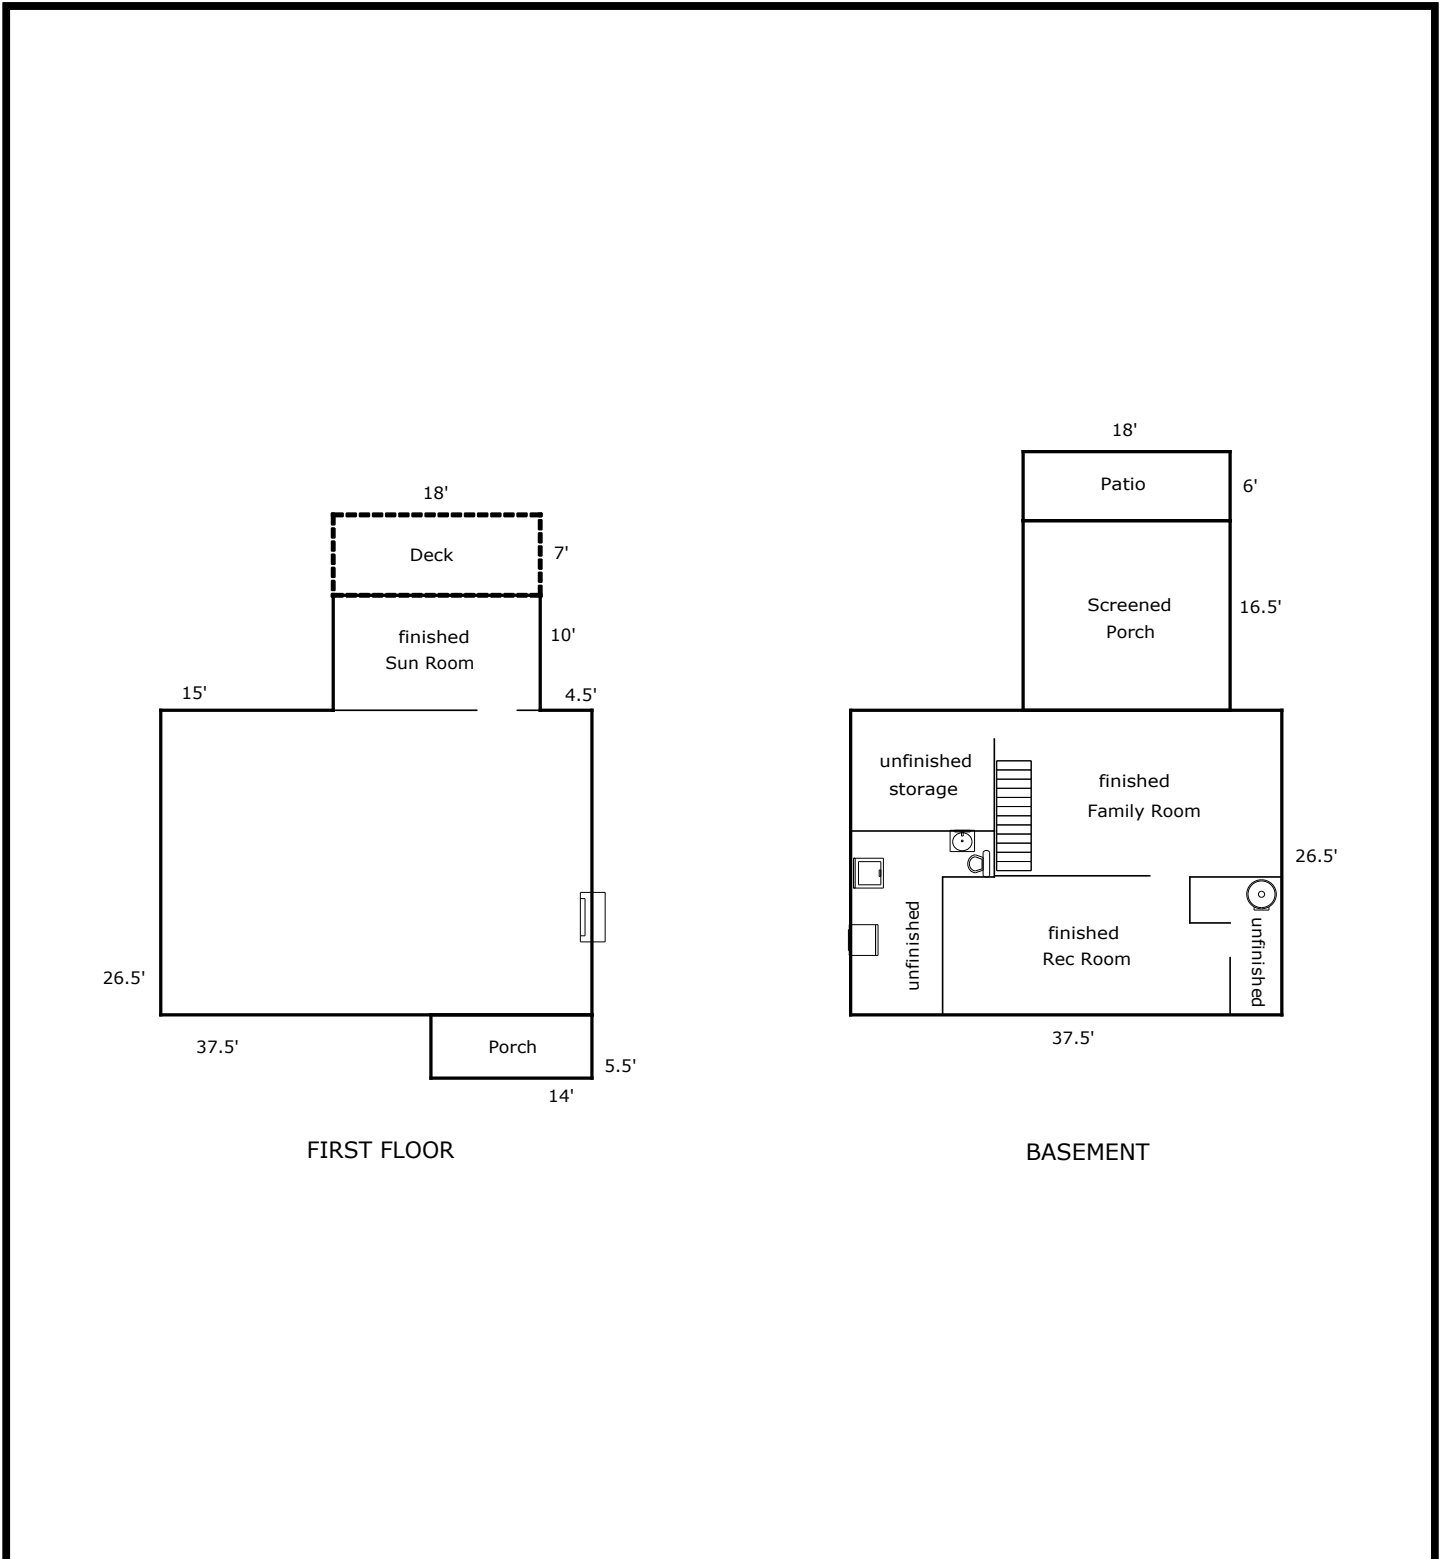 18'
Deck
7'
finished
Sun Room
10'
15'
4.5'
26.5'
37.5'
Porch
5.5'
14'
FIRST FLOOR
18'
Patio
6'
Screened
Porch
16.5'
unfinished
storage
finished
Family Room
26.5'
unfinished
finished
Rec Room
unfinished
37.5'
BASEMENT